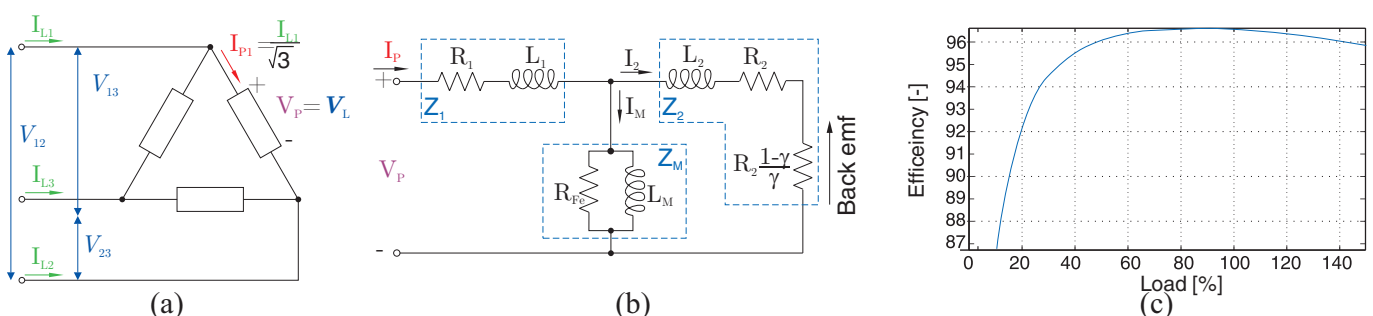 I_L1
I_P1 = I_L1/√3
V_13
+
V_P = V_L
V_12
-
I_L3
V_23
I_L2
(a)
I_P
R_1
L_1
I_2
L_2
R_2
+
Z_1
I_M
Z_2
Z_M
V_P
R_Fe
L_M
R_2 1-γ/γ
Back emf
-
(b)
Efficeincy [-]
96
95
94
92
91
90
89
88
87
0
20
40
60
80
100
120
140
Load [%]
(c)